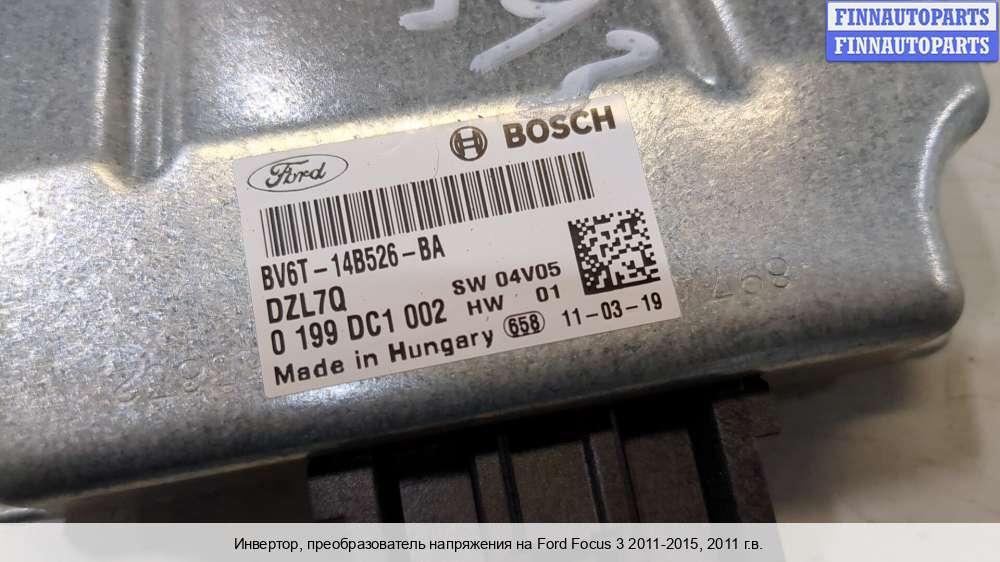 FINNAUTOPARTS
FINNAUTOPARTS
Ford BOSCH
BV6T-14B526-BA
DZL7Q SW 04V05
0 199 DC1 002 HW 01
Made in Hungary 658 11-03-19
Инвертор, преобразователь напряжения на Ford Focus 3 2011-2015, 2011 г.в.